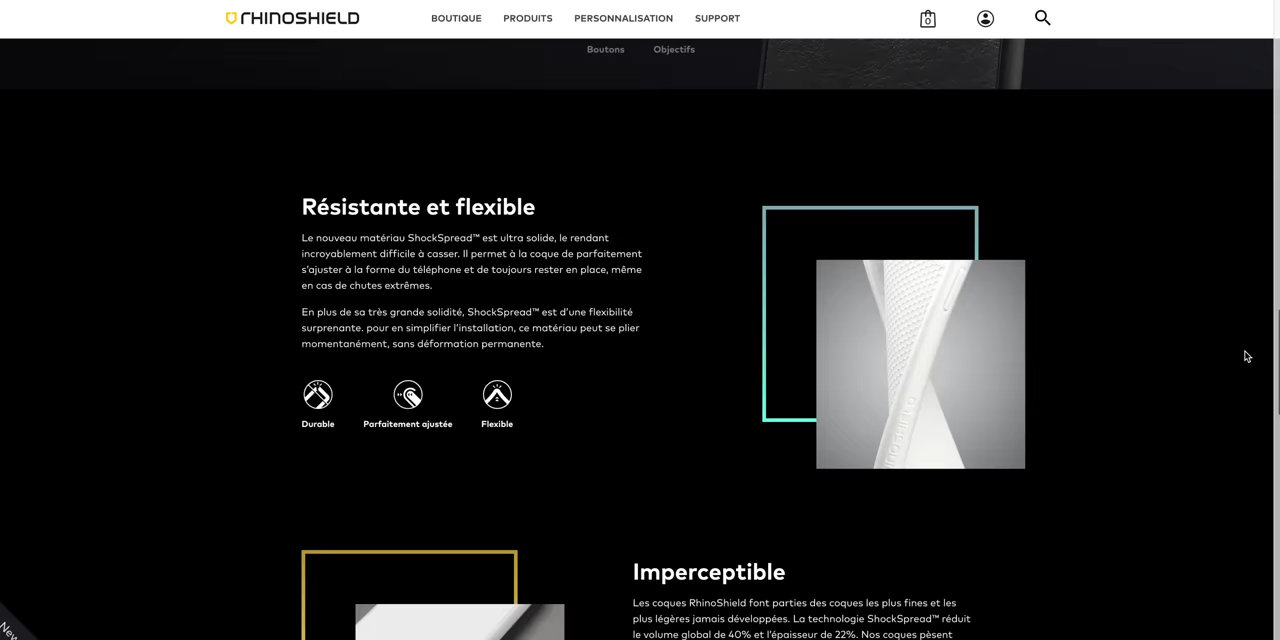 RHINOSHIELD
BOUTIQUE PRODUITS PERSONNALISATION SUPPORT
0
Boutons Objectifs
Résistante et flexible
Le nouveau matériau ShockSpread™ est ultra solide, le rendant
incroyablement difficile à casser. Il permet à la coque de parfaitement
s'ajuster à la forme du téléphone et de toujours rester en place, même
en cas de chutes extrêmes.
En plus de sa très grande solidité, ShockSpread™ est d'une flexibilité
surprenante. pour en simplifier l'installation, ce matériau peut se plier
momentanément, sans déformation permanente.
Durable Parfaitement ajustée Flexible
RHINOSHIELD
Imperceptible
Les coques RhinoShield font parties des coques les plus fines et les
plus légères jamais développées. La technologie ShockSpread™ réduit
le volume global de 40% et l'épaisseur de 22%. Nos coques pèsent